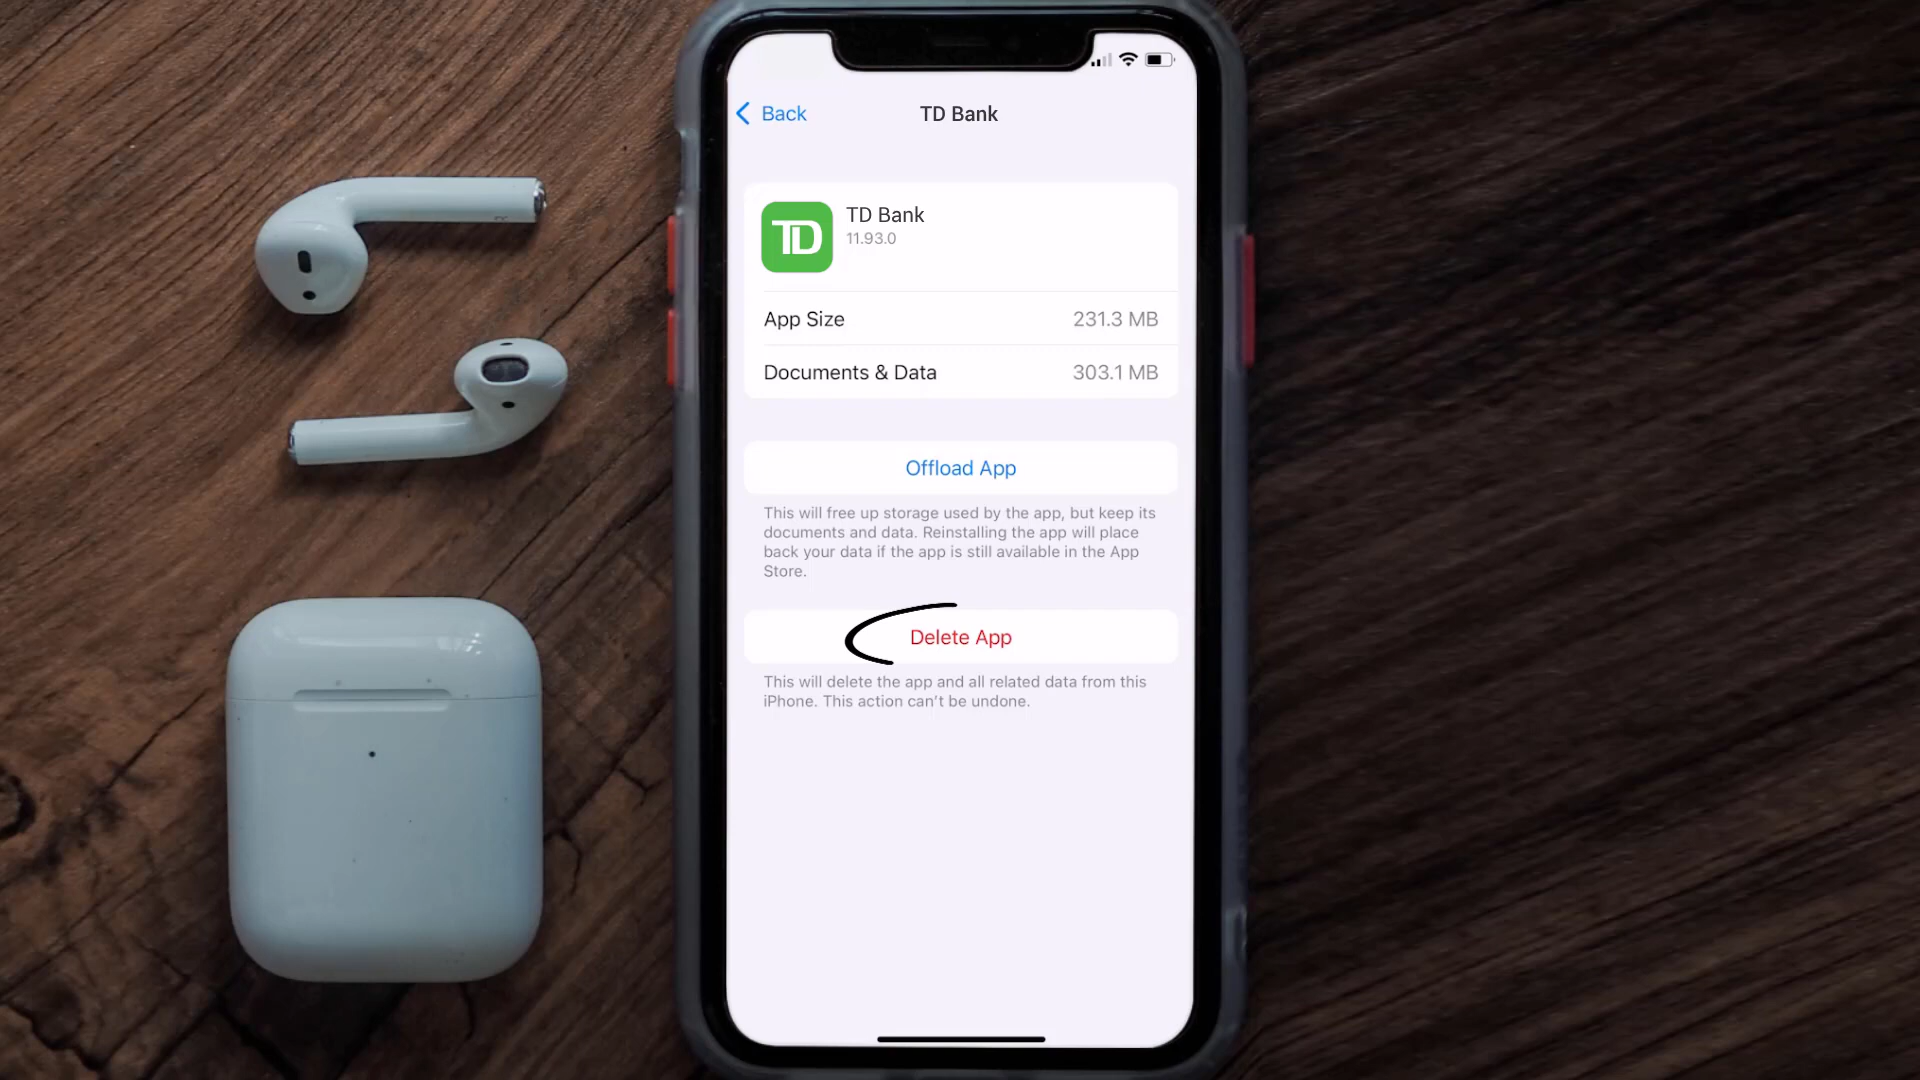 Back
TD Bank
TD
TD Bank
11.93.0
App Size 231.3 MB
Documents & Data 303.1 MB
Offload App
This will free up storage used by the app, but keep its
documents and data. Reinstalling the app will place
back your data if the app is still available in the App
Store.
Delete App
This will delete the app and all related data from this
iPhone. This action can't be undone.